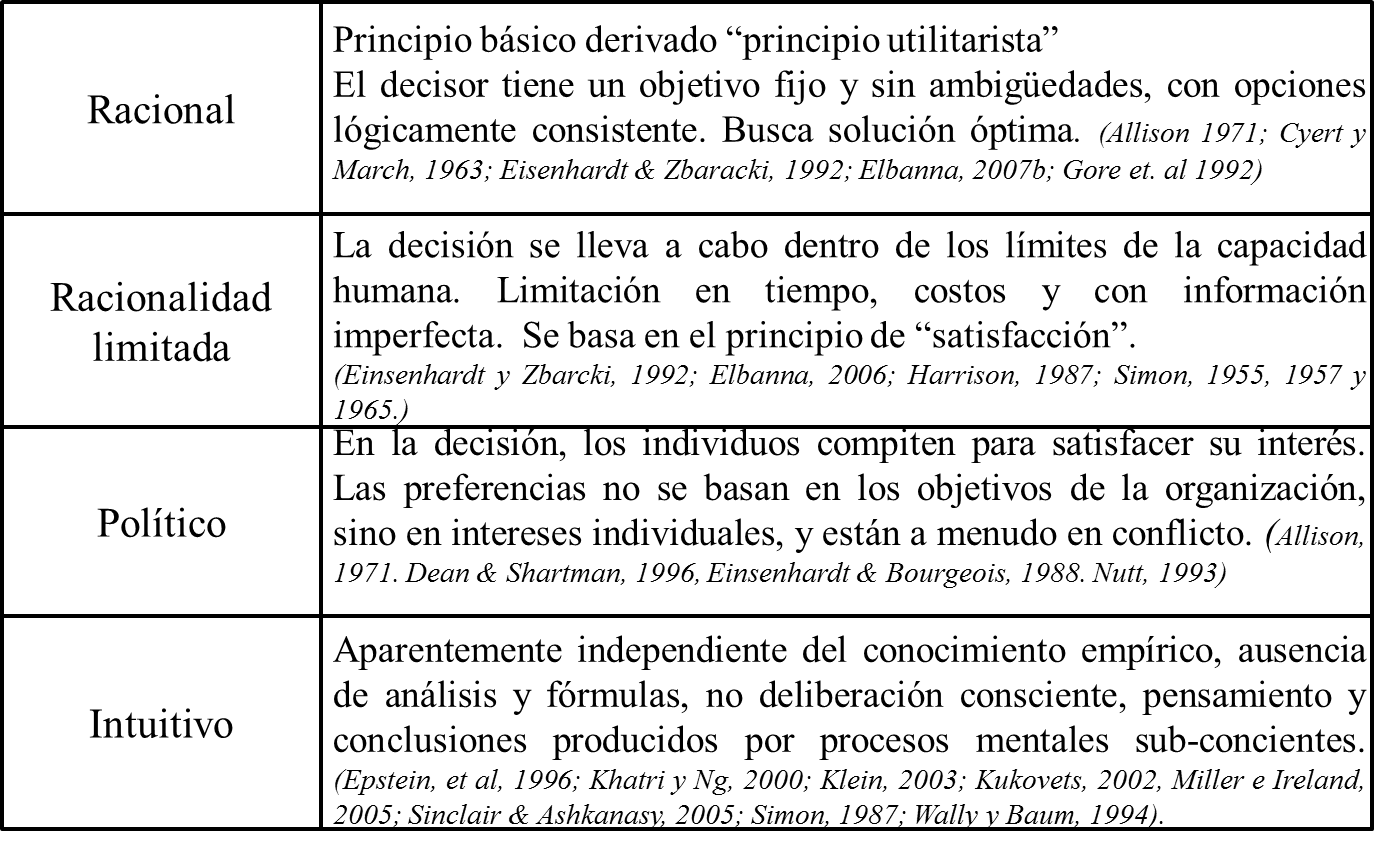 Racional
Principio básico derivado “principio utilitarista”
El decisor tiene un objetivo fijo y sin ambigüedades, con opciones
lógicamente consistente. Busca solución óptima. (Allison 1971; Cyert y
March, 1963; Eisenhardt & Zbaracki, 1992; Elbanna, 2007b; Gore et. al 1992)
Racionalidad
limitada
La decisión se lleva a cabo dentro de los límites de la capacidad
humana. Limitación en tiempo, costos y con información
imperfecta. Se basa en el principio de “satisfacción”.
(Einsenhardt y Zbarcki, 1992; Elbanna, 2006; Harrison, 1987; Simon, 1955, 1957 y
1965.)
Político
En la decisión, los individuos compiten para satisfacer su interés.
Las preferencias no se basan en los objetivos de la organización,
sino en intereses individuales, y están a menudo en conflicto. (Allison,
1971. Dean & Shartman, 1996, Einsenhardt & Bourgeois, 1988. Nutt, 1993)
Intuitivo
Aparentemente independiente del conocimiento empírico, ausencia
de análisis y fórmulas, no deliberación consciente, pensamiento y
conclusiones producidos por procesos mentales sub-concientes.
(Epstein, et al, 1996; Khatri y Ng, 2000; Klein, 2003; Kukovets, 2002, Miller e Ireland,
2005; Sinclair & Ashkanasy, 2005; Simon, 1987; Wally y Baum, 1994).